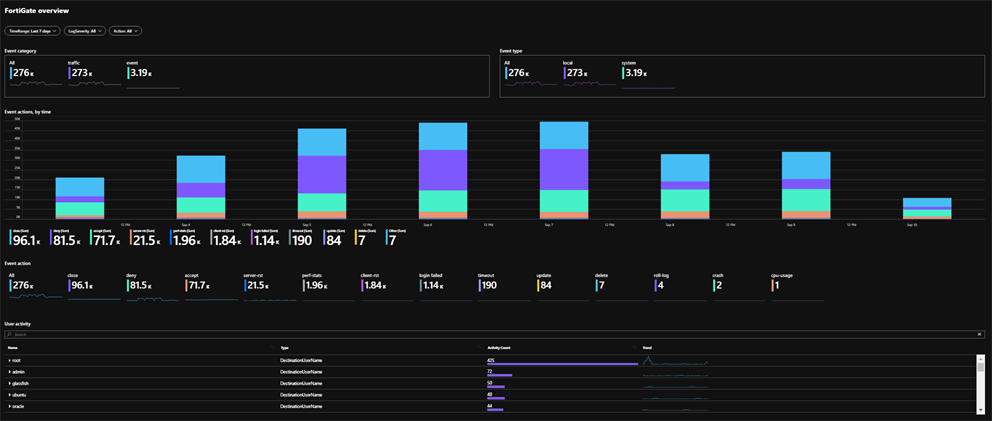 FortiGate overview
TimeRange: Last 7 days LogSeverity: All Action: All
Event category Event type
All traffic event All local system
276 K 273 K 3.19 K 276 K 273 K 3.19 K
Event actions, by time
50K
45K
40K
35K
30K
25K
20K
15K
10K
5K
0K
12 PM Sep 4 12 PM Sep 5 12 PM Sep 6 12 PM Sep 7 12 PM Sep 8 12 PM Sep 9 12 PM Sep 10
close (Sum) deny (Sum) accept (Sum) server-rst (Sum) perf-stats (Sum) client-rst (Sum) login failed (Sum) timeout (Sum) update (Sum) delete (Sum) Other (Sum)
96.1 K 81.5 K 71.7 K 21.5 K 1.96 K 1.84 K 1.14 K 190 84 7 7
Event action
All close deny accept server-rst perf-stats client-rst login failed timeout update delete roll-log crash cpu-usage
276 K 96.1 K 81.5 K 71.7 K 21.5 K 1.96 K 1.84 K 1.14 K 190 84 7 4 2 1
User activity
Search
Name Type Activity Count Trend
root DestinationUserName 425
admin DestinationUserName 72
glassfish DestinationUserName 50
ubuntu DestinationUserName 48
oracle DestinationUserName 44